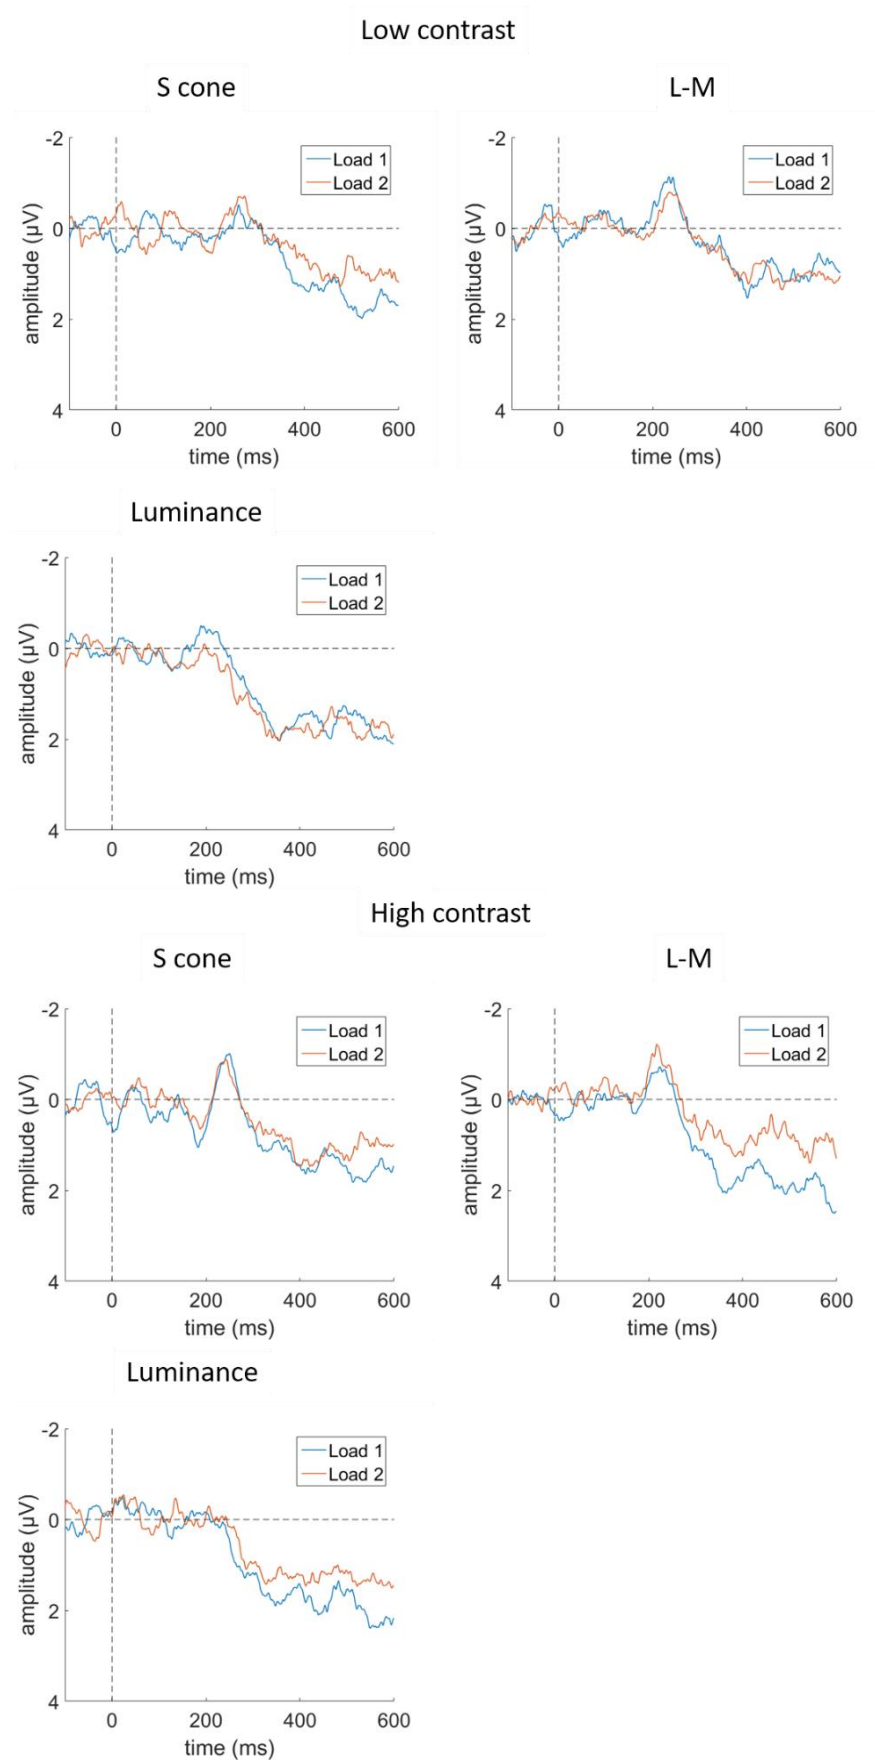 Low contrast
S cone
L-M
-2
0
2
4
amplitude (µV)
Load 1
Load 2
0
200
400
600
time (ms)
-2
0
2
4
amplitude (µV)
Load 1
Load 2
0
200
400
600
time (ms)
Luminance
-2
0
2
4
amplitude (µV)
Load 1
Load 2
0
200
400
600
time (ms)
High contrast
S cone
L-M
-2
0
2
4
amplitude (µV)
Load 1
Load 2
0
200
400
600
time (ms)
-2
0
2
4
amplitude (µV)
Load 1
Load 2
0
200
400
600
time (ms)
Luminance
-2
0
2
4
amplitude (µV)
Load 1
Load 2
0
200
400
600
time (ms)